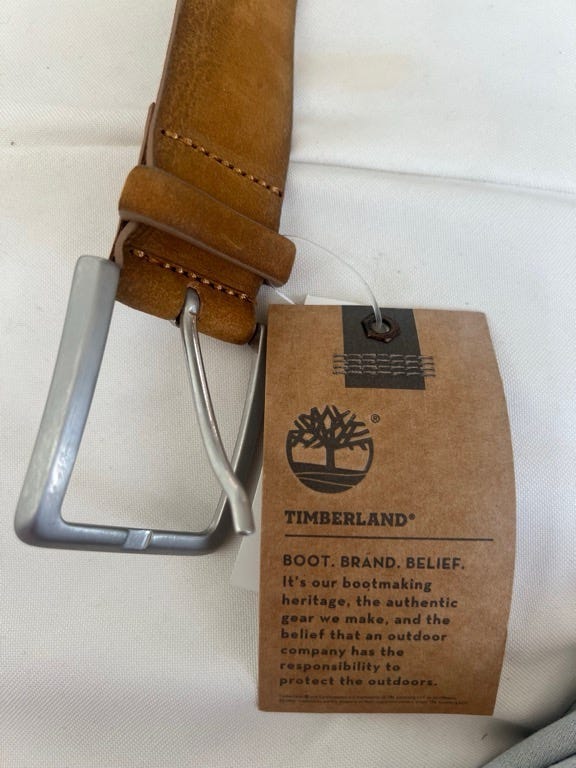 ®
TIMBERLAND®
BOOT. BRAND. BELIEF.
It's our bootmaking
heritage, the authentic
gear we make, and the
belief that an outdoor
company has the
responsibility to
protect the outdoors.